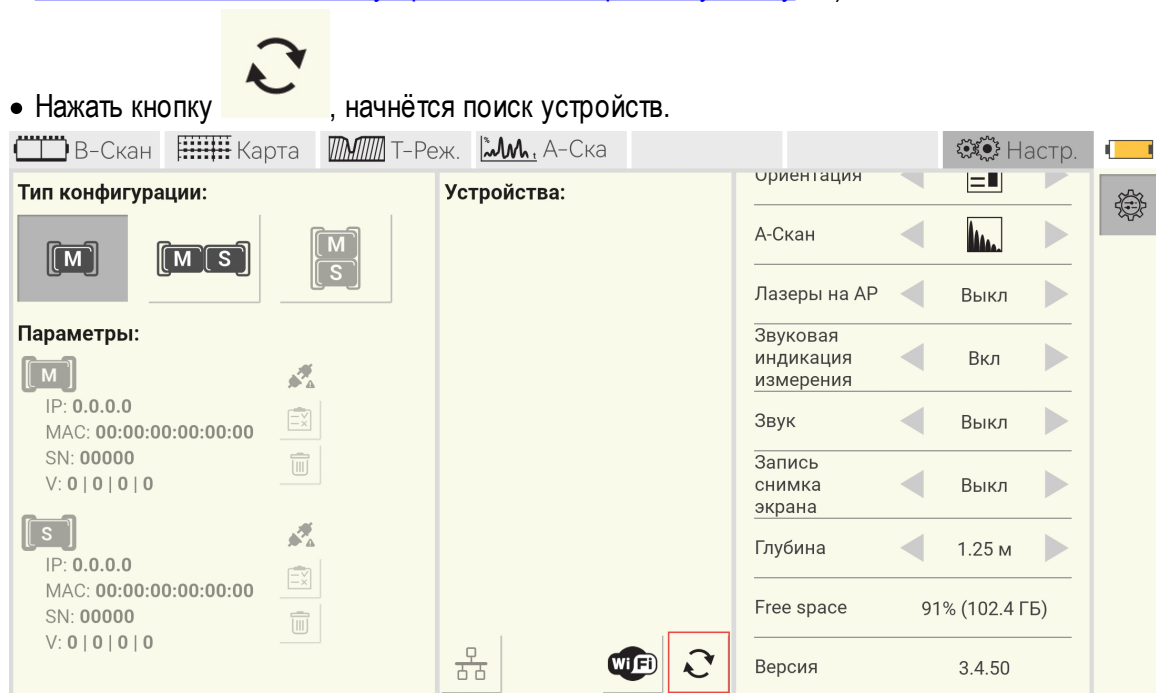 • Нажать кнопку , начнётся поиск устройств.
В-Скан Карта Т-Реж. А-Ска Настр.
Тип конфигурации:
M
M S
M
S
Параметры:
M
IP: 0.0.0.0
MAC: 00:00:00:00:00:00
SN: 00000
V: 0 | 0 | 0 | 0
S
IP: 0.0.0.0
MAC: 00:00:00:00:00:00
SN: 00000
V: 0 | 0 | 0 | 0
Устройства:
WiFi
Ориентация
А-Скан
Лазеры на АР Выкл
Звуковая
индикация Вкл
измерения
Звук Выкл
Запись
снимка Выкл
экрана
Глубина 1.25 м
Free space 91% (102.4 ГБ)
Версия 3.4.50